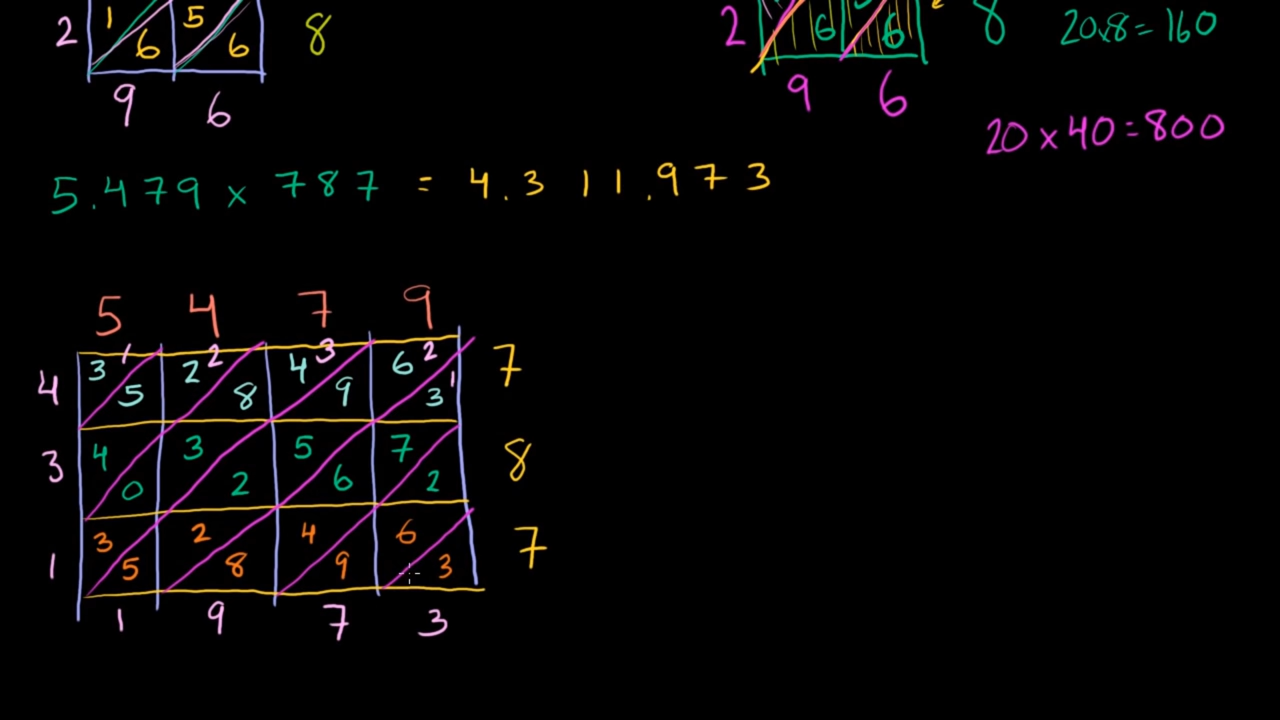 2 1 6 5 6 8
9 6
2 6 6 8 20x8=160
9 6
20 x 40 = 800
5.479 x 787 = 4.311.973
5 4 7 9
4 3 1 5 2 2 8 4 3 9 6 2 3 1 7
3 4 0 3 2 5 6 7 2 8
1 3 5 2 8 4 9 6 3 7
1 9 7 3